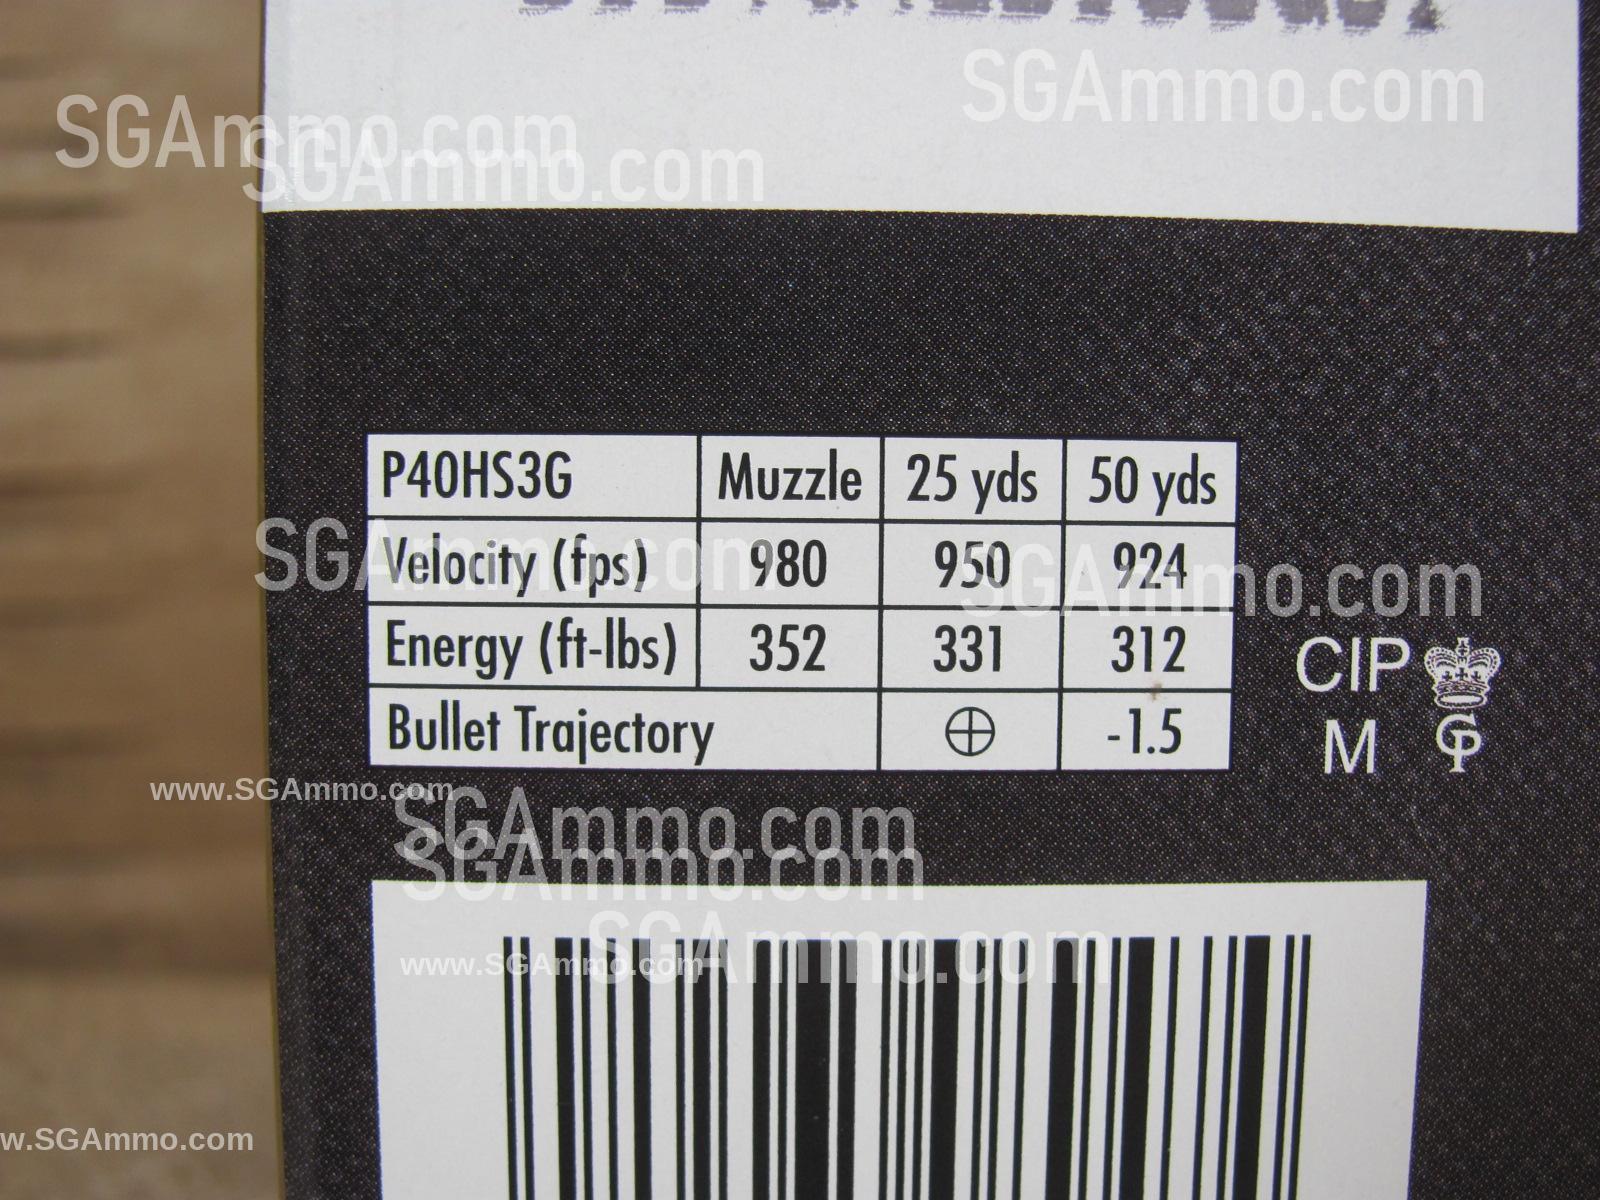 SGAmmo.com
SGAmmo.com
SGAmmo.com
P40HS3G Muzzle 25 yds 50 yds
Velocity (fps) 980 950 924
Energy (ft-lbs) 352 331 312
Bullet Trajectory ⊕ -1.5
SGAmmo.com
SGAmmo.com
CIP
M GP
www.SGAmmo.com
SGAmmo.com
SGAmmo.com
SGAmmo.com
www.SGAmmo.com
w.SGAmmo.com